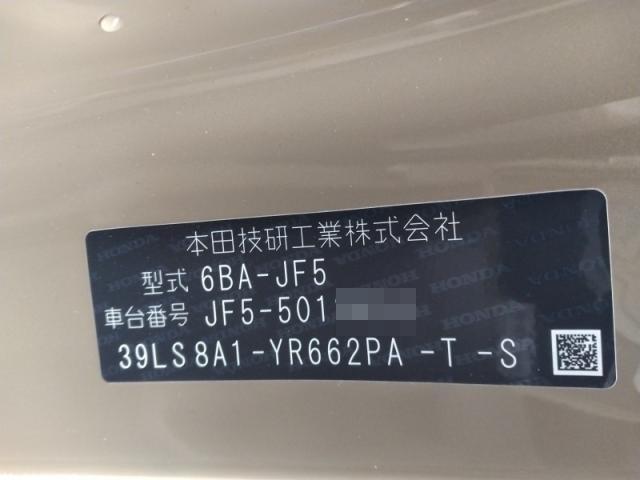 本田技研工業株式会社
型式 6BA-JF5
車台番号 JF5-501
39LS8A1-YR662PA -T -S